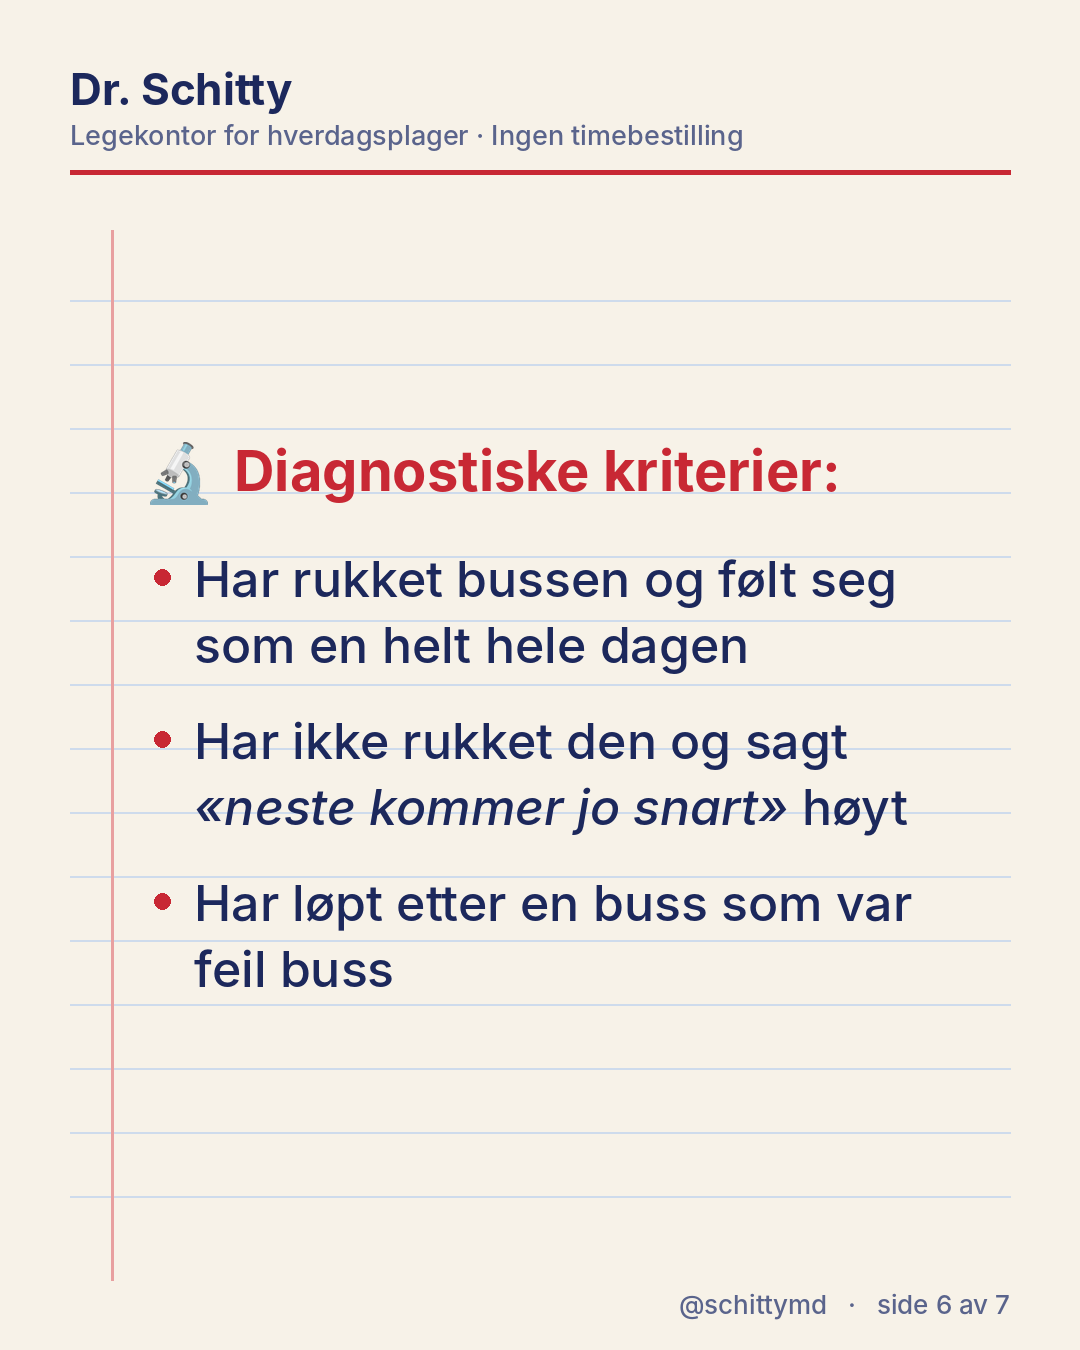 Dr. Schitty
Legekontor for hverdagsplager · Ingen timebestilling
🔬 Diagnostiske kriterier:
• Har rukket bussen og følt seg
som en helt hele dagen
• Har ikke rukket den og sagt
«neste kommer jo snart» høyt
• Har løpt etter en buss som var
feil buss
@schittymd · side 6 av 7